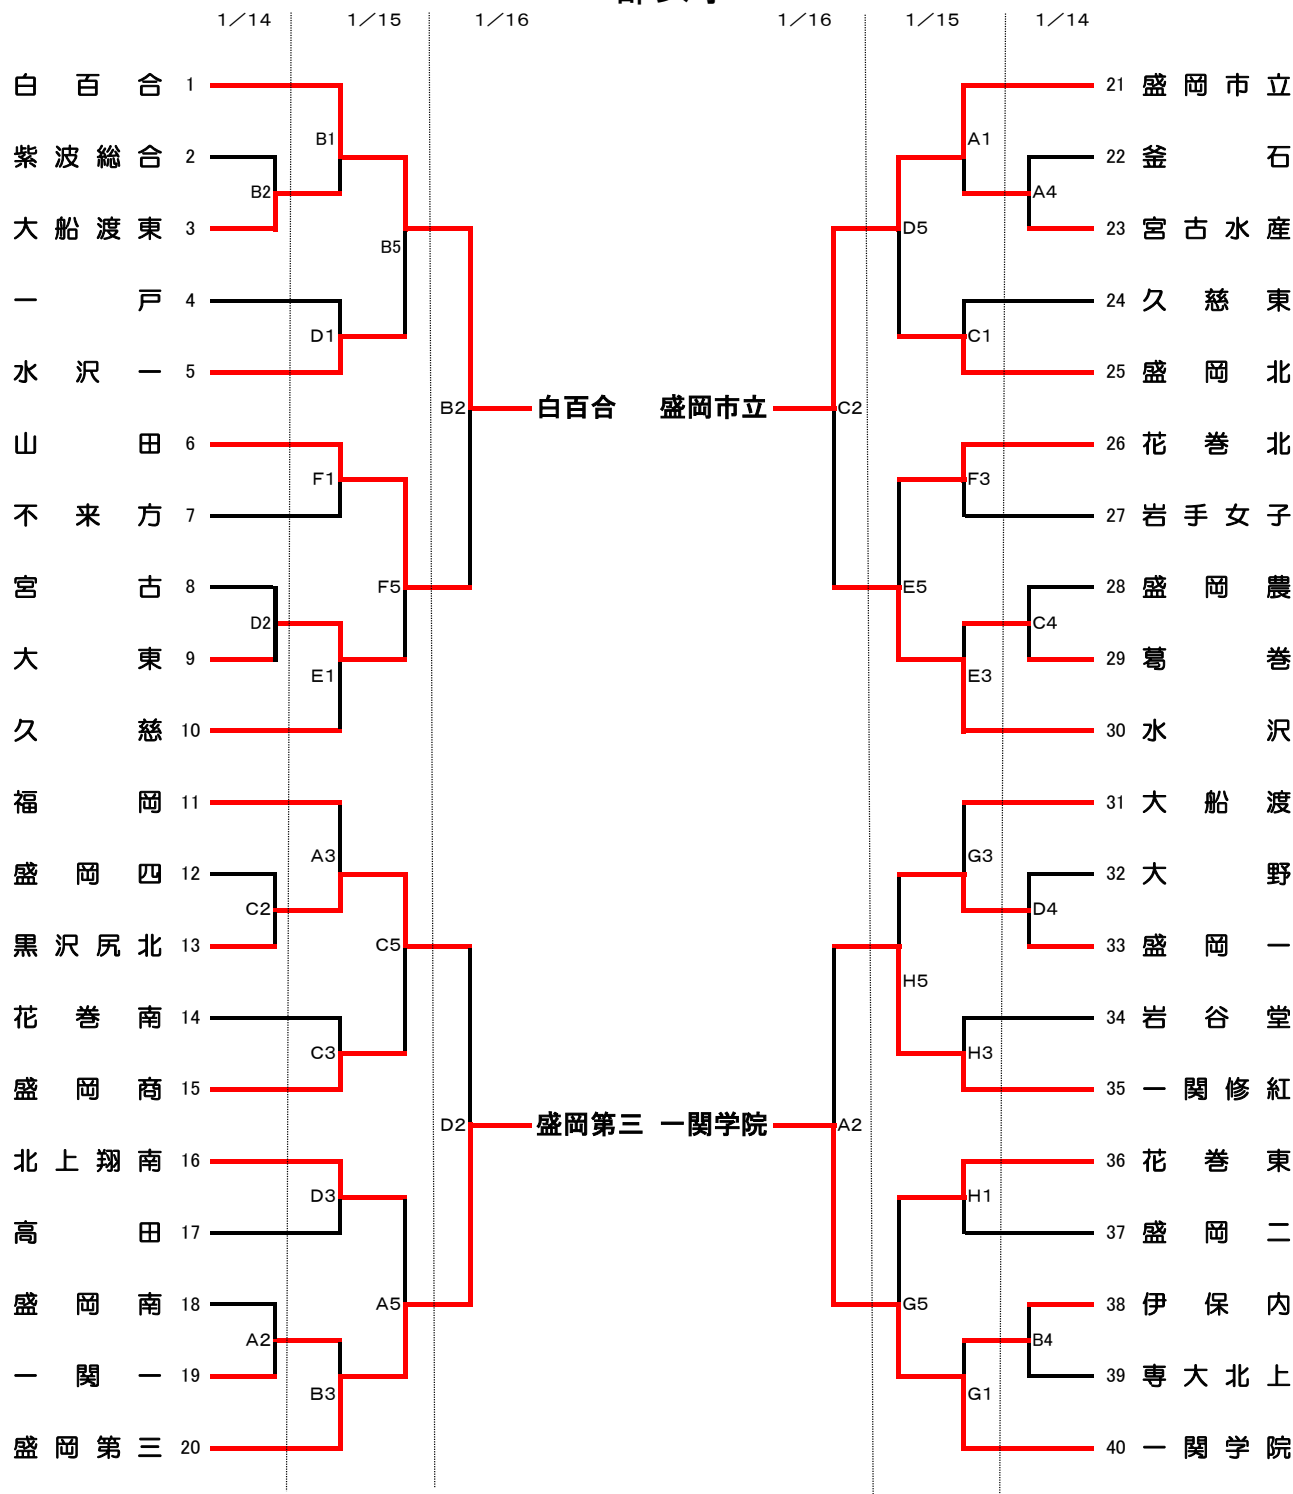 1／14 1／15 1／16 1／16 1／15 1／14
白百合 1 21 盛岡市立
B1 A1
紫波総合 2 22 釜石
B2 A4
大船渡東 3 D5 23 宮古水産
B5
一戸 4 24 久慈東
D1 C1
水沢一 5 25 盛岡北
B2 白百合 盛岡市立 C2
山田 6 26 花巻北
F1 F3
不来方 7 27 岩手女子
宮古 8 F5 E5 28 盛岡農
D2 C4
大東 9 29 葛巻
E1 E3
久慈 10 30 水沢
福岡 11 31 大船渡
A3 G3
盛岡四 12 32 大野
C2 D4
黒沢尻北 13 C5 33 盛岡一
H5
花巻南 14 34 岩谷堂
C3 H3
盛岡商 15 35 一関修紅
D2 盛岡第三 一関学院 A2
北上翔南 16 36 花巻東
D3 H1
高田 17 37 盛岡二
盛岡南 18 A5 G5 38 伊保内
A2 B4
一関一 19 39 専大北上
B3 G1
盛岡第三 20 40 一関学院